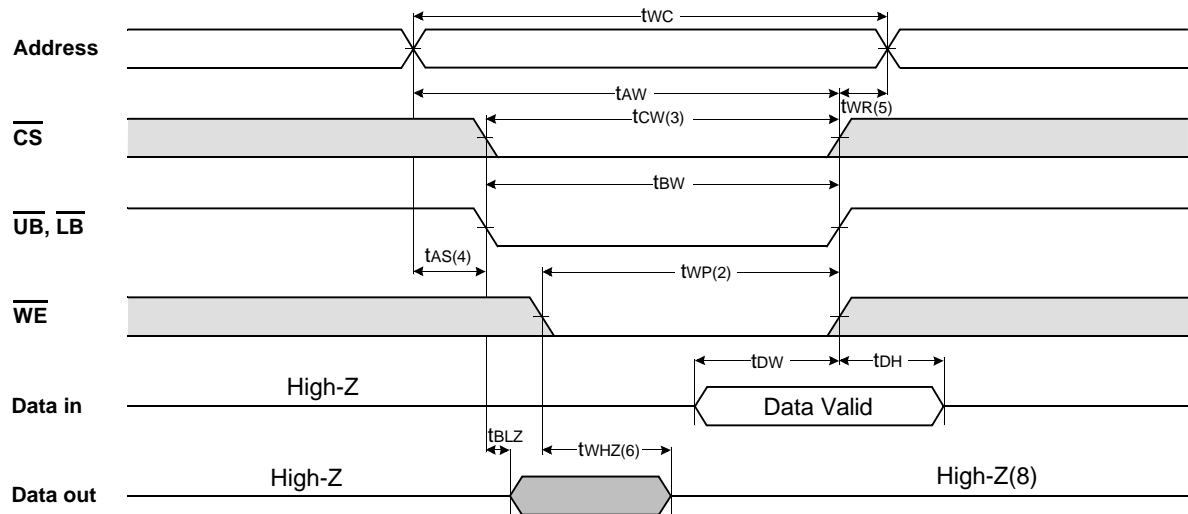 tWC
Address
tAW
tWR(5)
tCW(3)
CS
tBW
UB, LB
tAS(4)
tWP(2)
WE
tDW
tDH
High-Z
Data in
Data Valid
tBLZ
tWHZ(6)
High-Z
High-Z(8)
Data out